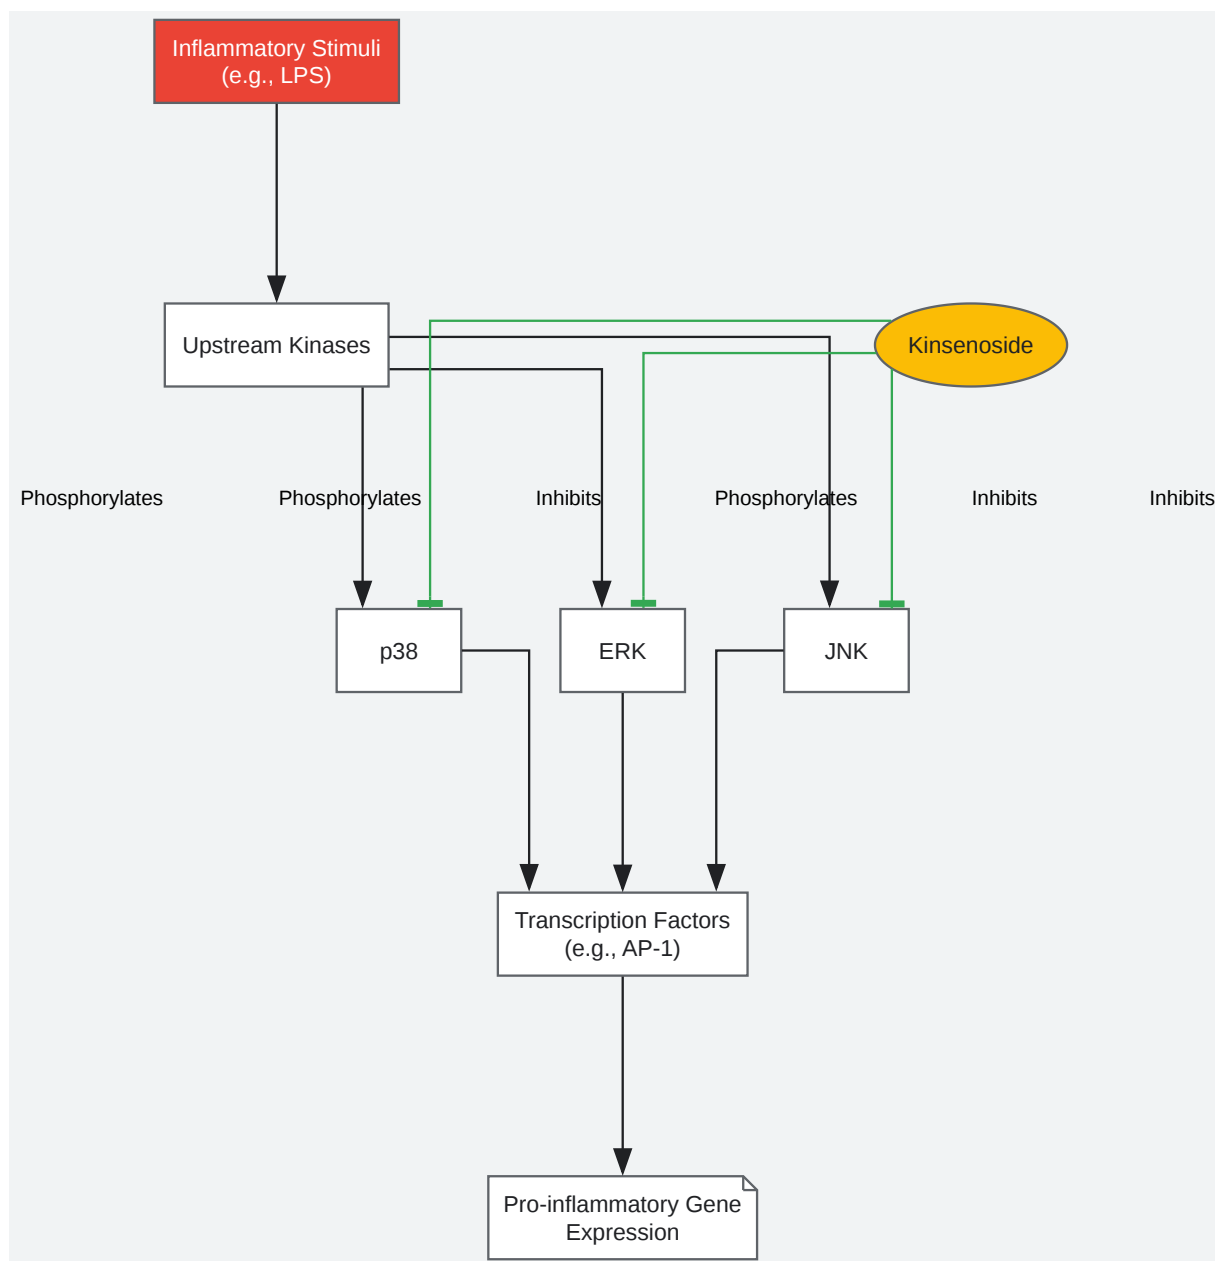 Inflammatory Stimuli
(e.g., LPS)
Upstream Kinases
Kinsenoside
Phosphorylates
Phosphorylates
Inhibits
Phosphorylates
Inhibits
Inhibits
p38
ERK
JNK
Transcription Factors
(e.g., AP-1)
Pro-inflammatory Gene
Expression